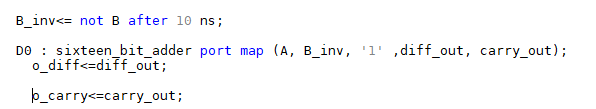 B_inv<= not B after 10 ns;
D0 : sixteen_bit_adder port map (A, B_inv, '1' ,diff_out, carry_out);
o_diff<=diff_out;
o_carry<=carry_out;